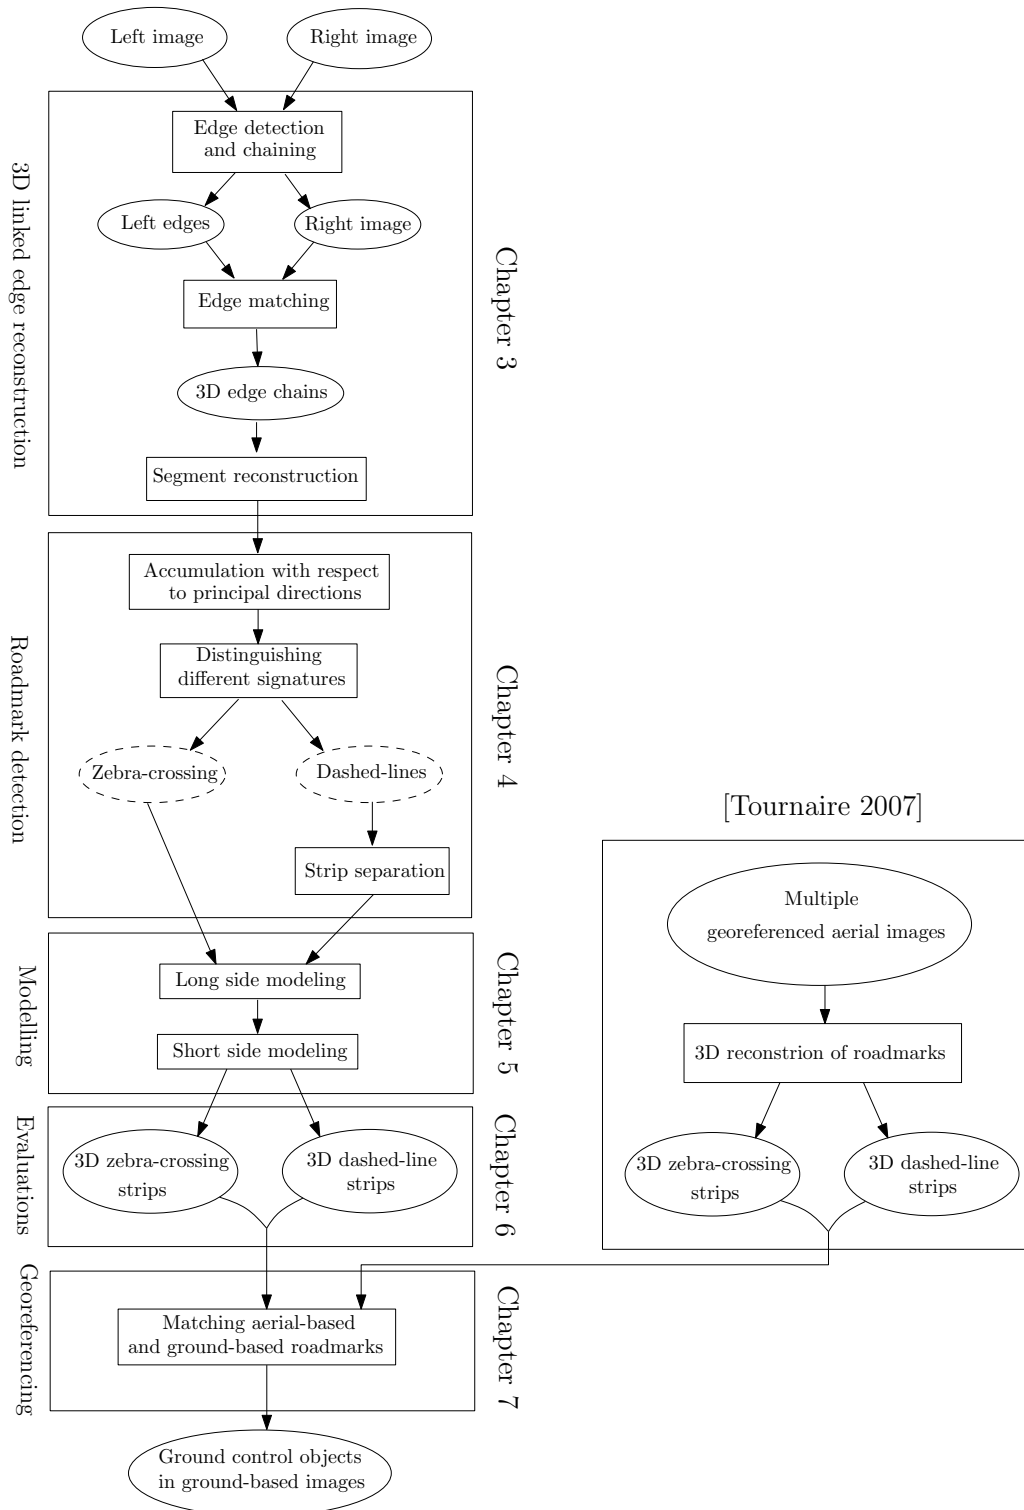 Left image
Right image
Edge detection
and chaining
Left edges
Right image
Edge matching
3D edge chains
Segment reconstruction
3D linked edge reconstruction
Chapter 3
Accumulation with respect
to principal directions
Distinguishing
different signatures
Zebra-crossing
Dashed-lines
Strip separation
Roadmark detection
Chapter 4
Long side modeling
Short side modeling
Modelling
Chapter 5
3D zebra-crossing
strips
3D dashed-line
strips
Evaluations
Chapter 6
[Tournaire 2007]
Multiple
georeferenced aerial images
3D reconstrion of roadmarks
3D zebra-crossing
strips
3D dashed-line
strips
Matching aerial-based
and ground-based roadmarks
Georeferencing
Chapter 7
Ground control objects
in ground-based images